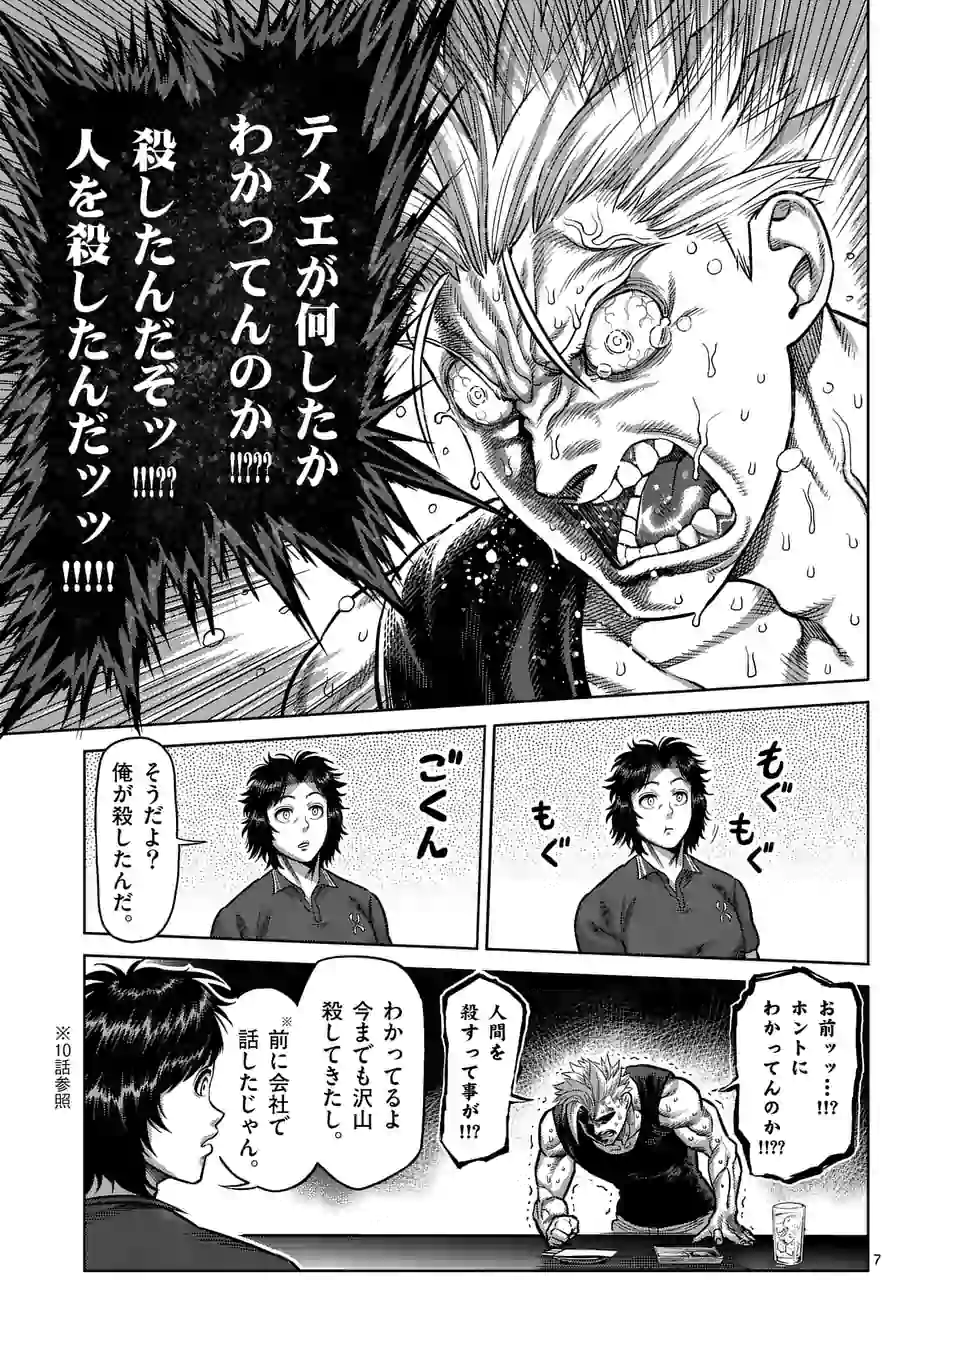 テメエが何したか
わかってんのか!!???
殺したんだぞッ!!!??
人を殺したんだッッ!!!!!
もぐ
もぐ
もぐ
ごくん
そうだよ?
俺が殺したんだ。
お前ッッ…!!?
ホントに
わかってんのか!!??
人間を
殺すって事が!!?
わかってるよ
今までも沢山
殺してきたし。
※前に会社で
話したじゃん。
※10話参照
7